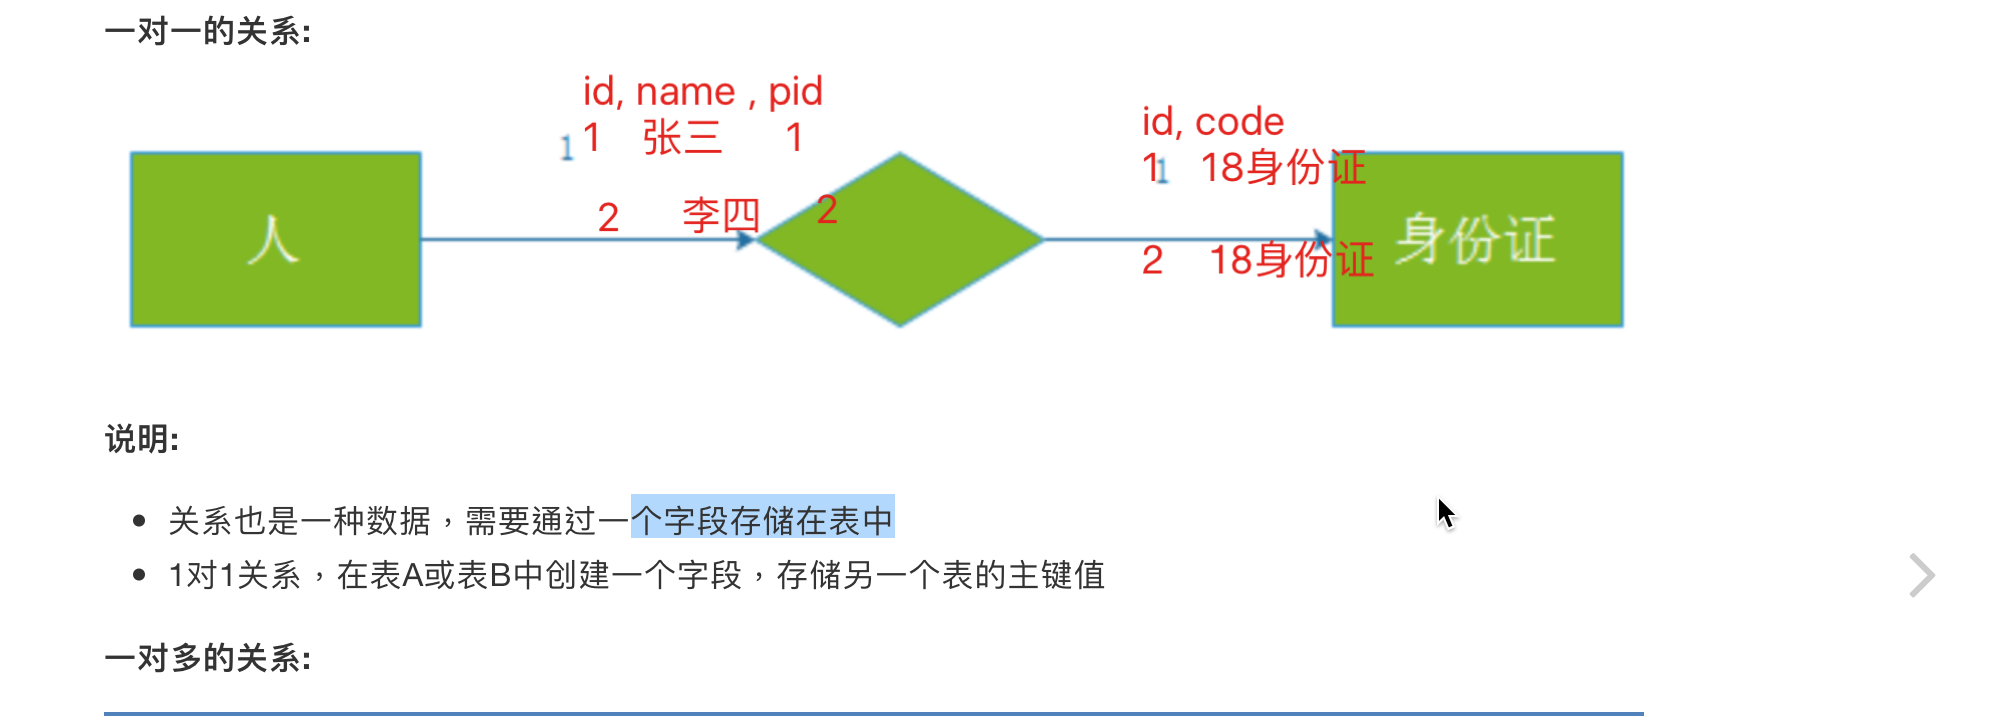 一对一的关系:
id, name , pid
1 1 张三 1
id, code
1 1 18身份证
2 李四 2
人
身份证
2 18身份证
说明:
关系也是一种数据，需要通过一个字段存储在表中
1对1关系，在表A或表B中创建一个字段，存储另一个表的主键值
一对多的关系: